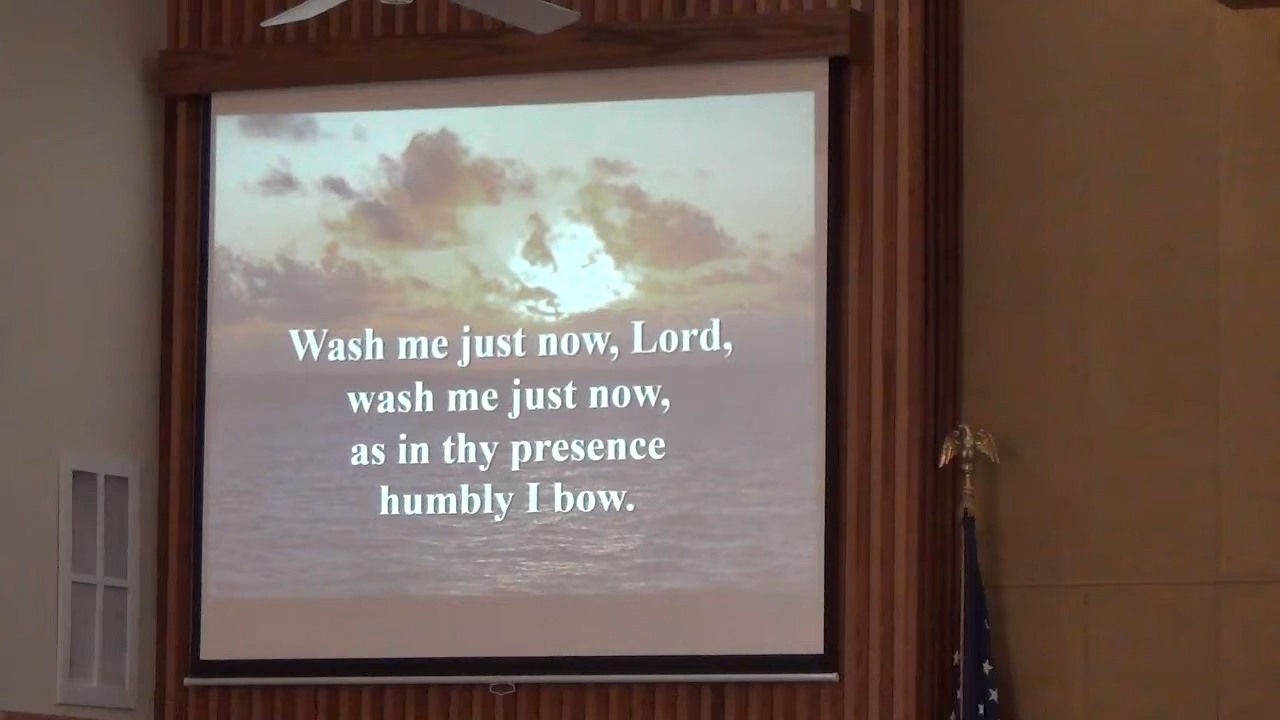 Wash me just now, Lord,
wash me just now,
as in thy presence
humbly I bow.